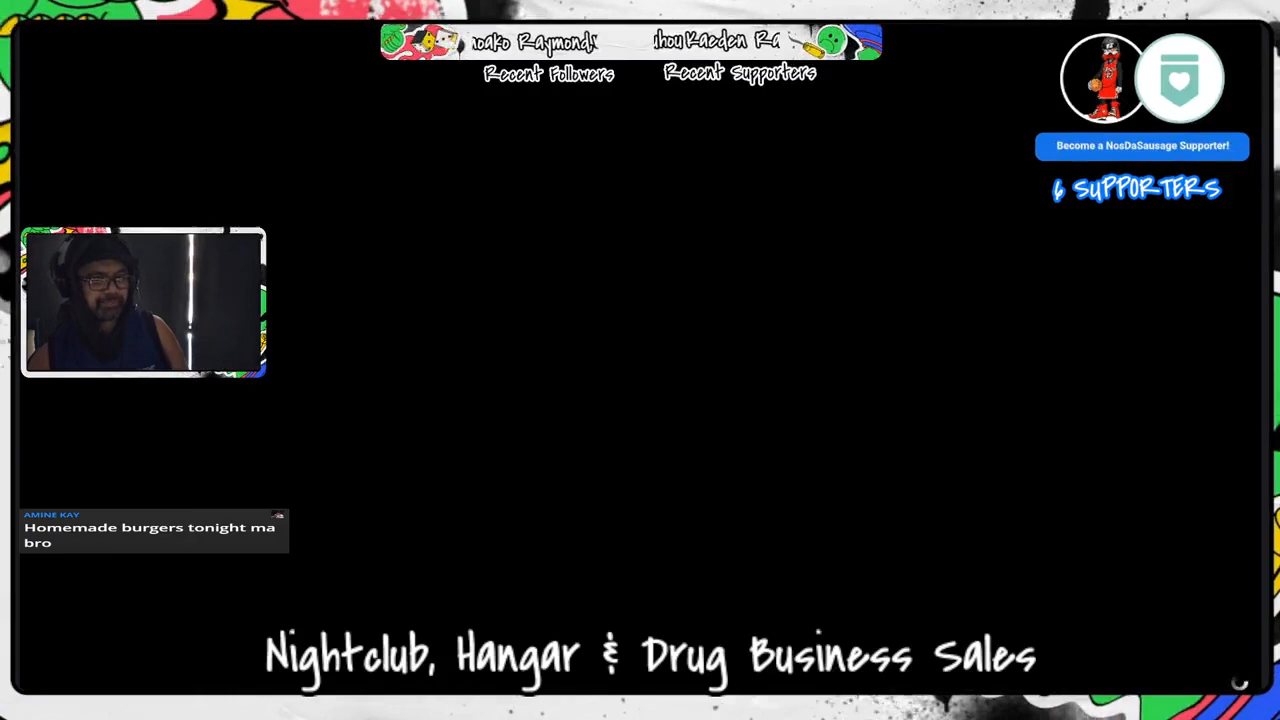 Raymond
Kaeden Ra
Recent Followers
Recent Supporters
Become a NosDaSausage Supporter!
6 SUPPORTERS
AMINE KAY
Homemade burgers tonight ma
bro
Nightclub, Hangar & Drug Business Sales